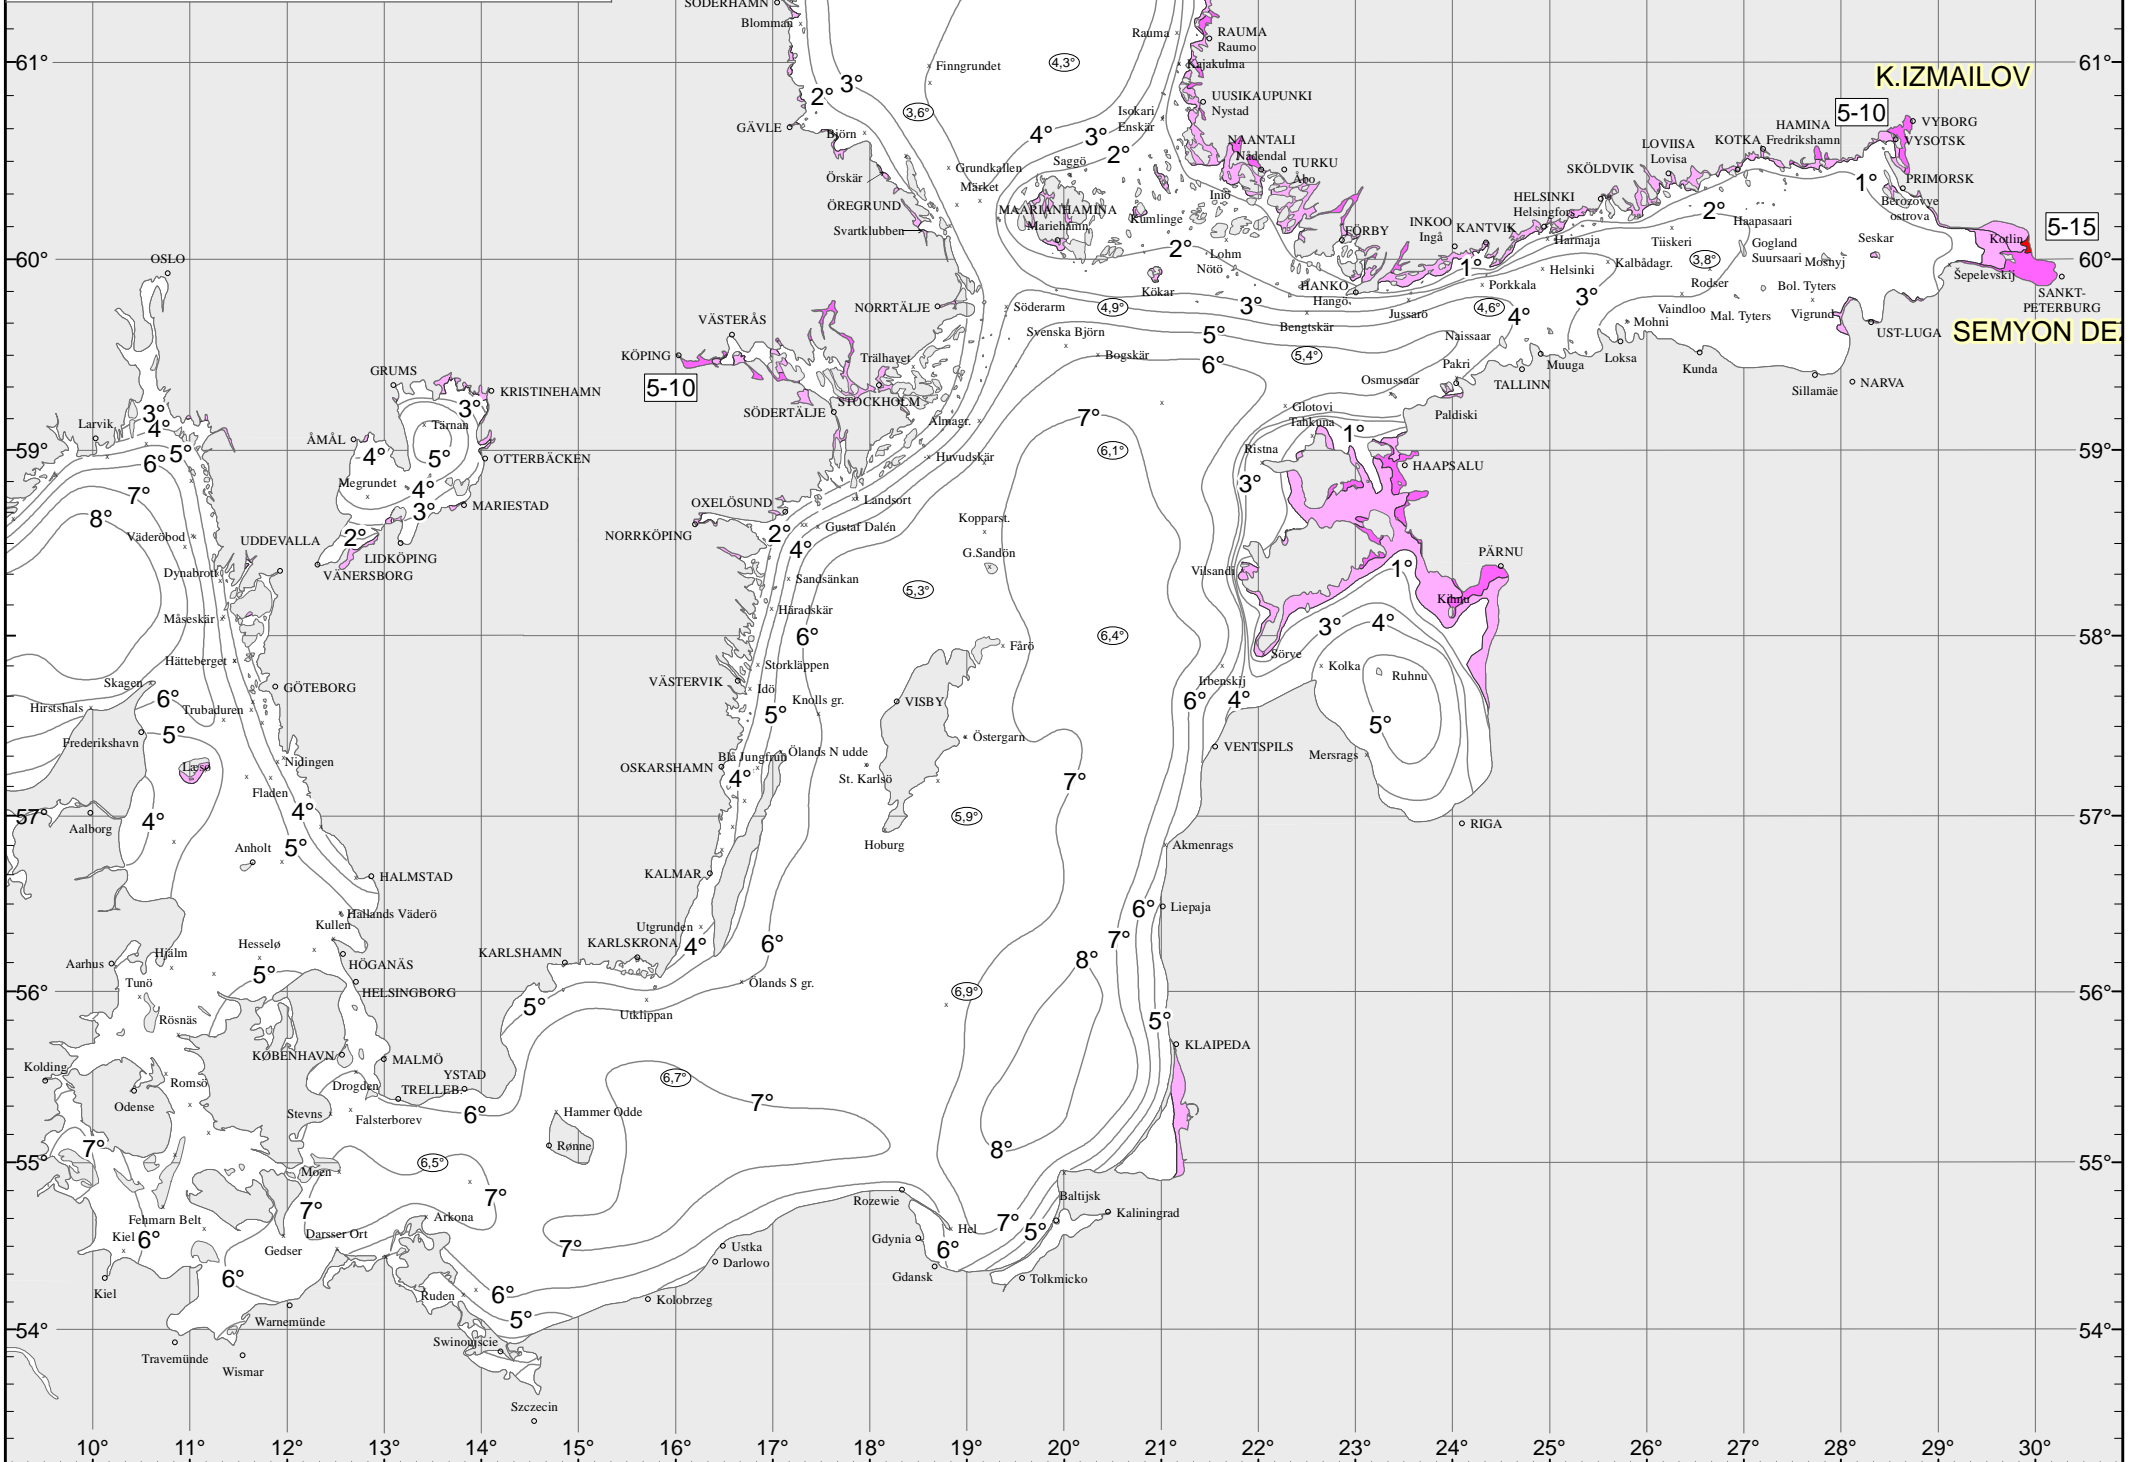 SÖDERHAMN
Blomman
Rauma
RAUMA
Raumo
61°
Finngrundet
4,3°
Kajakulma
K.IZMAILOV
61°
3°
2°
3,6°
UUSIKAUPUNKI
Nystad
Isokari
Enskär
5-10
VYBORG
GÄVLE
Björn
4°
3°
2°
NAANTALI
Nådendal
HAMINA
Fredrikshamn
KOTKA
VYSOTSK
LOVIISA
Lovisa
Saggö
Grundkallen
TURKU
Åbo
SKÖLDVIK
Örskär
Märket
Iniö
1°
PRIMORSK
ÖREGRUND
MAARIANHAMINA
Mariehamn
Kumlinge
HELSINKI
Helsingfors
2°
Berozovye
ostrova
Haapasaari
Svartklubben
FÖRBY
INKOO
Ingå
KANTVIK
5-15
2°
Lohm
Harmaja
Tiiskeri
Gogland
Suursaari
Seskar
Kotlin
OSLO
60°
Nötö
1°
Helsinki
Kalbådagr.
3,8°
Moshyj
60°
Šepelevskij
Kökar
HANKO
Hangö
Porkkala
Rodser
Bol. Tyters
SANKT-
PETERBURG
NORRTÄLJE
Söderarm
4,9°
3°
Jussarö
4,6°
3°
4°
Vaindloo
Mal. Tyters
Vigrund
VÄSTERÅS
Svenska Björn
5°
Bengtskär
Naissaar
Mohni
UST-LUGA
SEMYON DEZ
KÖPING
Trälhavet
Bogskär
6°
5,4°
Pakri
Muuga
Loksa
Kunda
GRUMS
5-10
Osmussaar
TALLINN
Sillamäe
NARVA
KRISTINEHAMN
STOCKHOLM
SÖDERTÄLJE
3°
3°
Larvik
4°
Tärnan
Almagr.
7°
Glotovi
Tahkuna
Paldiski
ÅMÅL
59°
5°
6°
4°
5°
OTTERBÄCKEN
Huvudskär
6,1°
Ristna
1°
59°
HAAPSALU
7°
Megrundet
4°
3°
MARIESTAD
3°
8°
OXELÖSUND
Landsort
Väderöbod
NORRKÖPING
2°
Gustaf Dalén
Kopparst.
UDDEVALLA
2°
LIDKÖPING
VÄNERSBORG
4°
G.Sandön
PÄRNU
Dynabrott
Sandsänkan
5,3°
Vilsandi
1°
Kihnu
Måseskär
Häradskär
6°
6,4°
3°
4°
58°
Fårö
Sörve
Hätteberget
Storkläppen
Kolka
Ruhnu
Skagen
GÖTEBORG
VÄSTERVIK
Idö
Irbenskij
6°
Trubaduren
Knolls gr.
VISBY
6°
4°
Hirtshals
5°
5°
5°
Frederikshavn
Östergarn
VENTSPILS
Mersrags
Læsø
Nidingen
OSKARSHAMN
Blå Jungfrun
Ölands N udde
St. Karlsö
4°
7°
Fladen
57°
4°
4°
5,9°
57°
Aalborg
RIGA
Anholt
5°
Hoburg
Akmenrags
HALMSTAD
KALMAR
Hallands Väderö
Kullen
6°
Liepaja
Hjälm
Hesselø
Utgrunden
KARLSKRONA
4°
6°
7°
Aarhus
HÖGANÄS
KARLSHAMN
8°
Tunö
5°
Ölands S gr.
56°
HELSINGBORG
5°
6,9°
56°
Rösnäs
Utklippan
5°
KØBENHAVN
MALMÖ
KLAIPEDA
Kolding
Romsö
Drogden
TRELLEB.
YSTAD
6,7°
Odense
Stevns
Falsterborev
6°
Hammer Odde
7°
7°
Rønne
8°
55°
Moen
6,5°
55°
7°
7°
Rozewie
Baltijsk
Fehmarn Belt
Arkona
Kaliningrad
Kiel
6°
Gedser
Darsser Ort
7°
Ustka
Darlowo
Gdynia
Hel
6°
7°
5°
Gdansk
Tolkmicko
6°
Kiel
Ruden
6°
Kolobrzeg
5°
Warnemünde
54°
54°
Swinoujscie
Travemünde
Wismar
Szczecin
10° 11° 12° 13° 14° 15° 16° 17° 18° 19° 20° 21° 22° 23° 24° 25° 26° 27° 28° 29° 30°